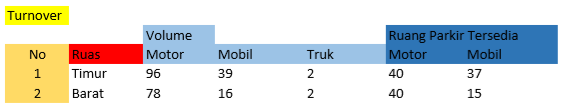 Turnover
Volume Ruang Parkir Tersedia
No Ruas Motor Mobil Truk Motor Mobil
1 Timur 96 39 2 40 37
2 Barat 78 16 2 40 15